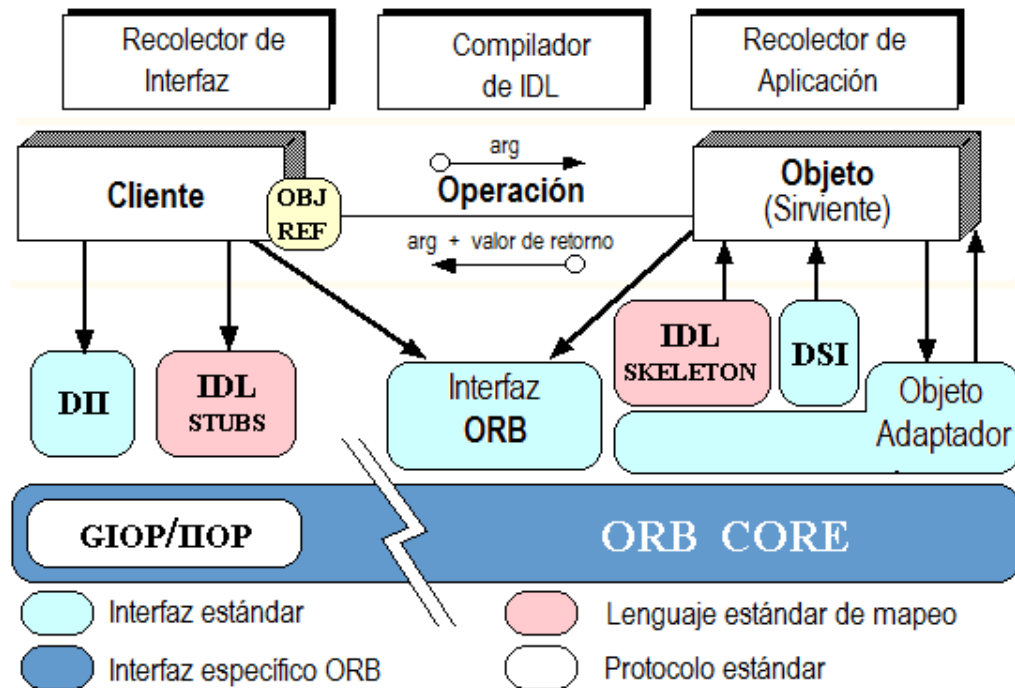 Recolector de
Interfaz
Compilador
de IDL
Recolector de
Aplicación
Cliente
OBJ
REF
arg
Operación
arg + valor de retorno
Objeto
(Sirviente)
DII
IDL
STUBS
Interfaz
ORB
IDL
SKELETON
DSI
Objeto
Adaptador
GIOP/IIOP
ORB CORE
Interfaz estándar
Lenguaje estándar de mapeo
Interfaz especifico ORB
Protocolo estándar